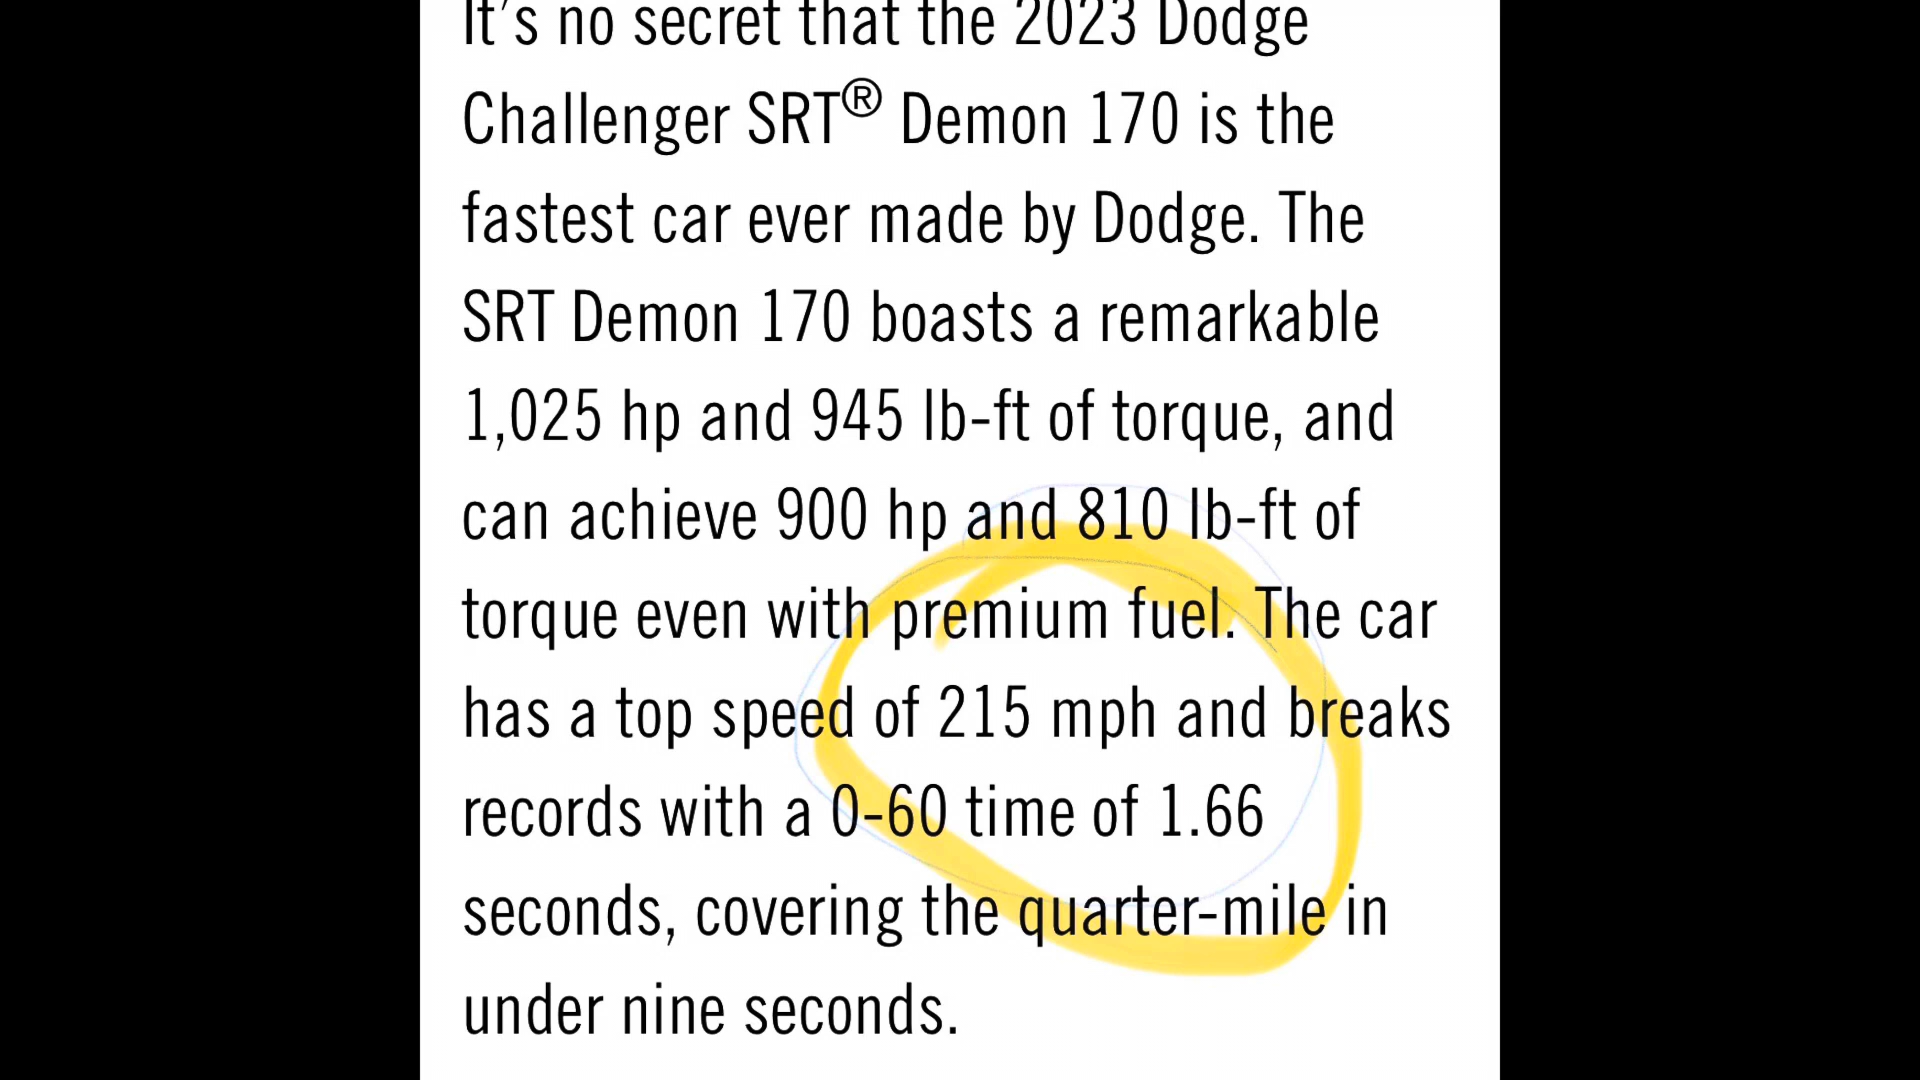 It's no secret that the 2023 Dodge
Challenger SRT® Demon 170 is the
fastest car ever made by Dodge. The
SRT Demon 170 boasts a remarkable
1,025 hp and 945 lb-ft of torque, and
can achieve 900 hp and 810 lb-ft of
torque even with premium fuel. The car
has a top speed of 215 mph and breaks
records with a 0-60 time of 1.66
seconds, covering the quarter-mile in
under nine seconds.